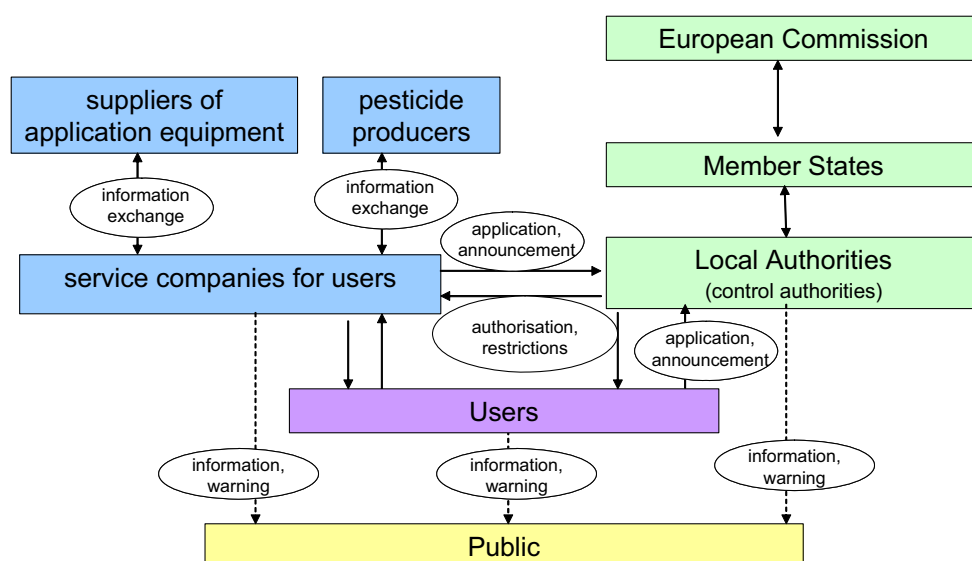 European Commission
suppliers of
application equipment
pesticide
producers
Member States
information
exchange
information
exchange
application,
announcement
service companies for users
Local Authorities
(control authorities)
authorisation,
restrictions
application,
announcement
Users
information,
warning
information,
warning
information,
warning
Public